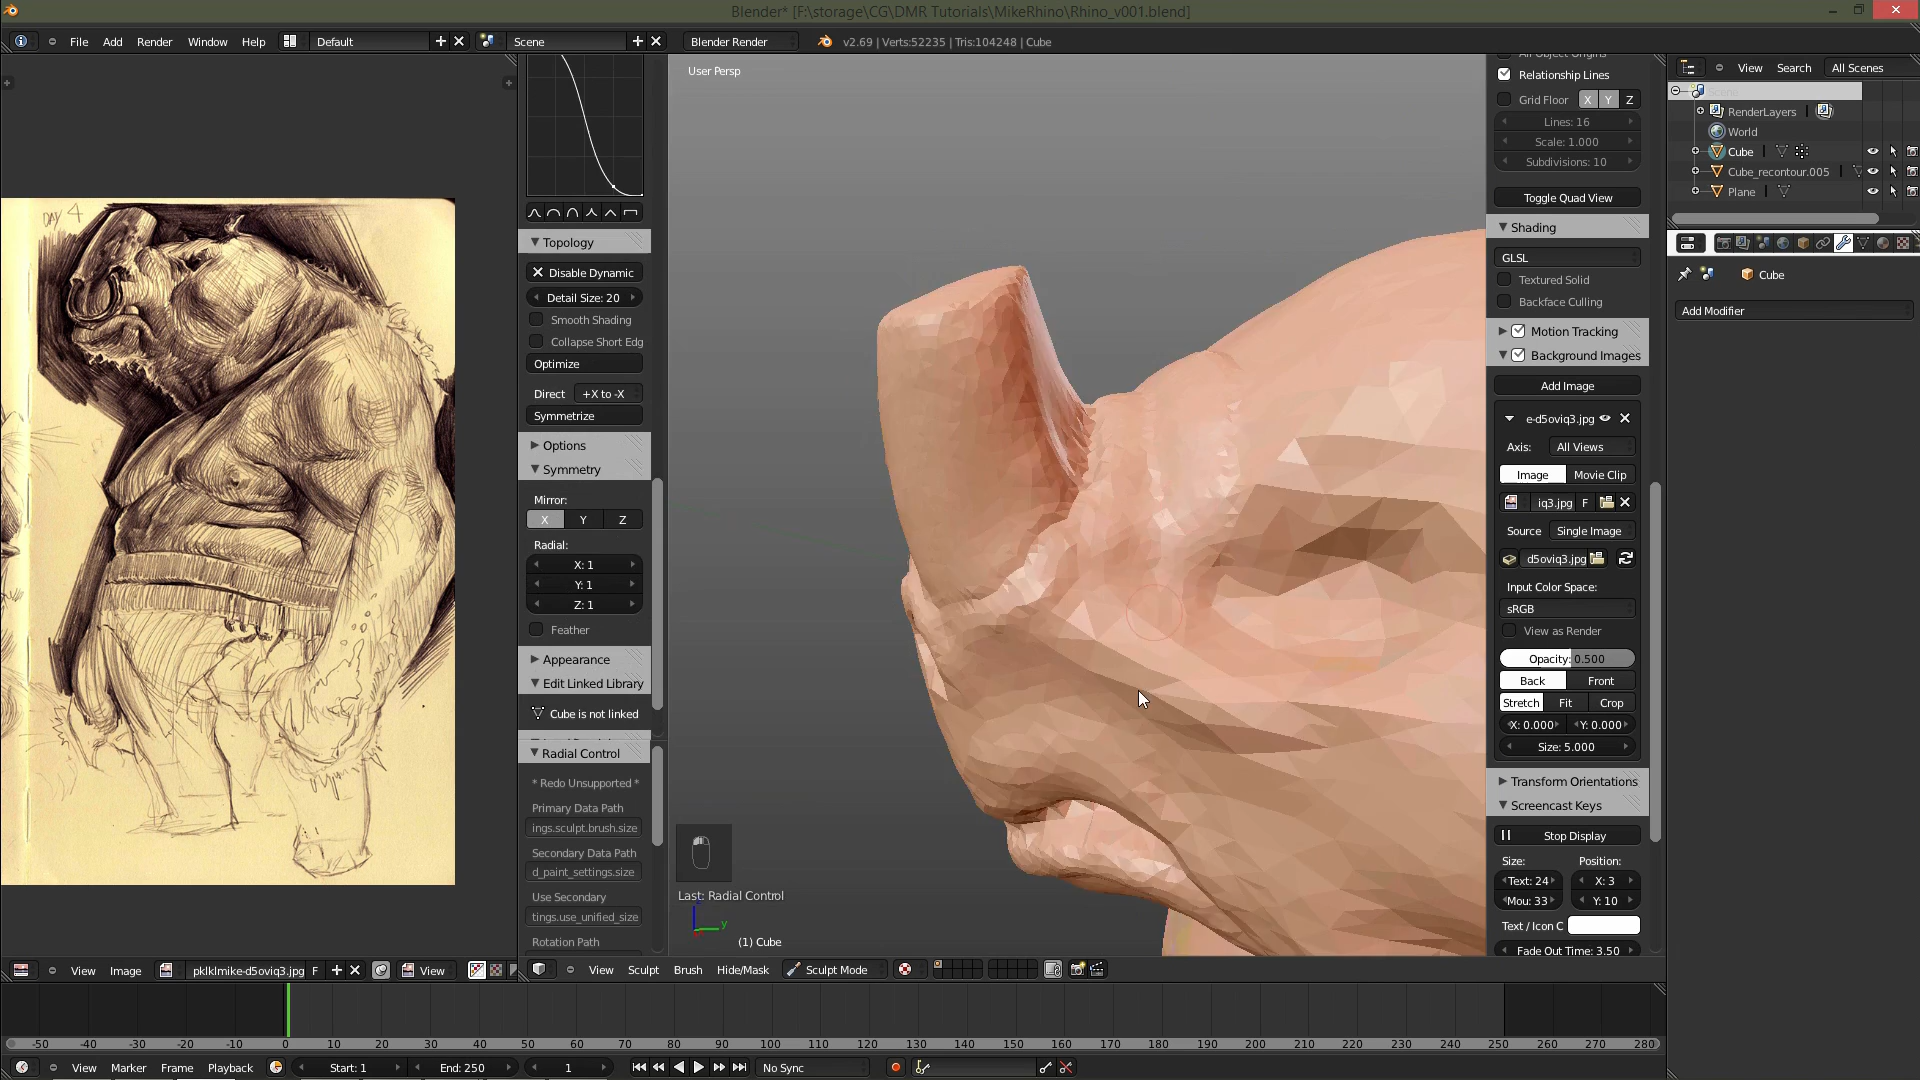 Blender* [F:\storage\CG\DMR Tutorials\MikeRhino\Rhino_v001.blend]
File Add Render Window Help Default Scene Blender Render v2.69 | Verts:52235 | Tris:104248 | Cube
User Persp
DAY 4
Topology
Disable Dynamic
Detail Size: 20
Smooth Shading
Collapse Short Edg
Optimize
Direct +X to -X
Symmetrize
Options
Symmetry
Mirror:
X Y Z
Radial:
X: 1
Y: 1
Z: 1
Feather
Appearance
Edit Linked Library
Cube is not linked
Radial Control
* Redo Unsupported *
Primary Data Path
ings.sculpt.brush.size
Secondary Data Path
d_paint_settings.size
Use Secondary
tings.use_unified_size
Rotation Path
Last: Radial Control
y
(1) Cube
All Object Origins
Relationship Lines
Grid Floor X Y Z
Lines: 16
Scale: 1.000
Subdivisions: 10
Toggle Quad View
Shading
GLSL
Textured Solid
Backface Culling
Motion Tracking
Background Images
Add Image
e-d5oviq3.jpg
Axis: All Views
Image Movie Clip
iq3.jpg F
Source Single Image
d5oviq3.jpg
Input Color Space:
sRGB
View as Render
Opacity: 0.500
Back Front
Stretch Fit Crop
X: 0.000 Y: 0.000
Size: 5.000
Transform Orientations
Screencast Keys
Stop Display
Size: Position:
Text: 24 X: 3
Mou: 33 Y: 10
Text / Icon C
Fade Out Time: 3.50
View Search All Scenes
RenderLayers
World
Cube
Cube_recontour.005
Plane
Cube
Add Modifier
View Image pklklmike-d5oviq3.jpg F View
View Sculpt Brush Hide/Mask Sculpt Mode
-50 -40 -30 -20 -10 0 10 20 30 40 50 60 70 80 90 100 110 120 130 140 150 160 170 180 190 200 210 220 230 240 250 260 270 280
View Marker Frame Playback Start: 1 End: 250 1 No Sync